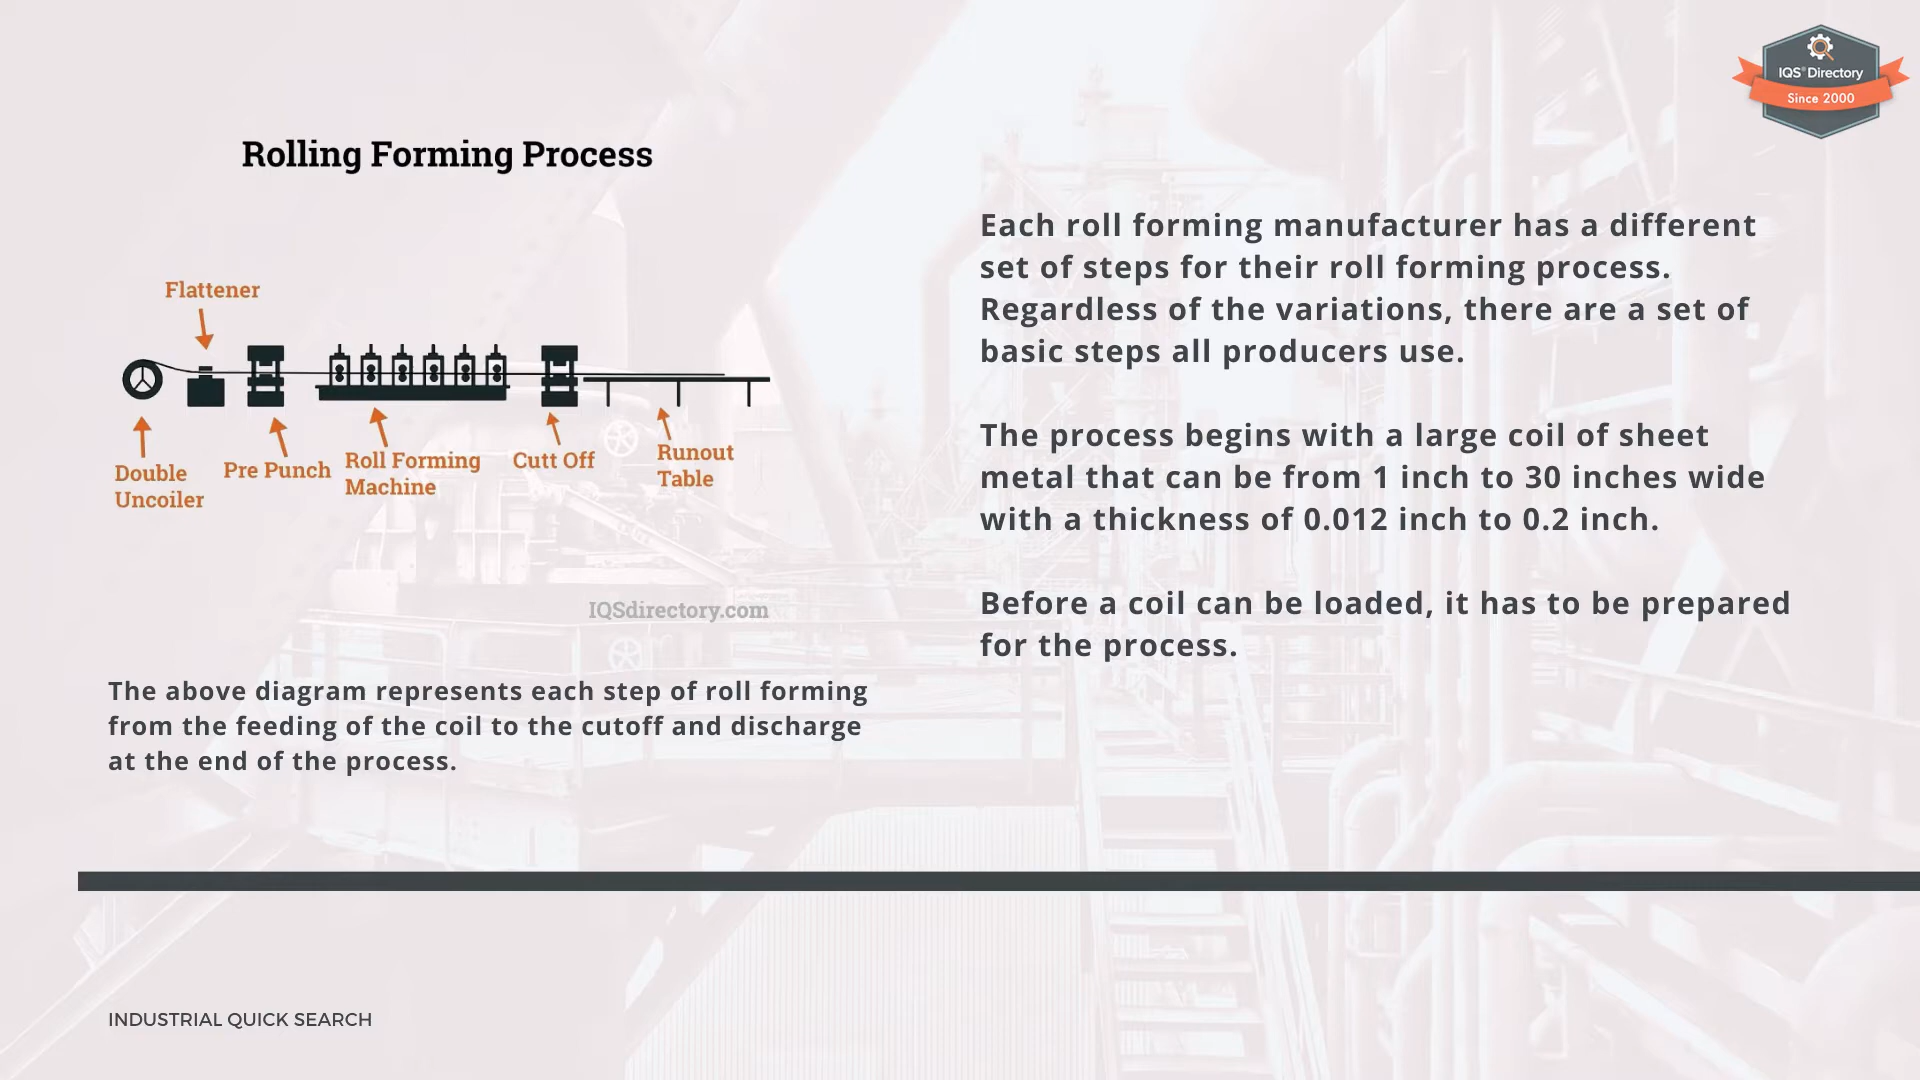 IQS® Directory
Since 2000
Rolling Forming Process
Flattener
Double
Uncoiler
Pre Punch
Roll Forming
Machine
Cutt Off
Runout
Table
IQSdirectory.com
The above diagram represents each step of roll forming
from the feeding of the coil to the cutoff and discharge
at the end of the process.
Each roll forming manufacturer has a different
set of steps for their roll forming process.
Regardless of the variations, there are a set of
basic steps all producers use.
The process begins with a large coil of sheet
metal that can be from 1 inch to 30 inches wide
with a thickness of 0.012 inch to 0.2 inch.
Before a coil can be loaded, it has to be prepared
for the process.
INDUSTRIAL QUICK SEARCH